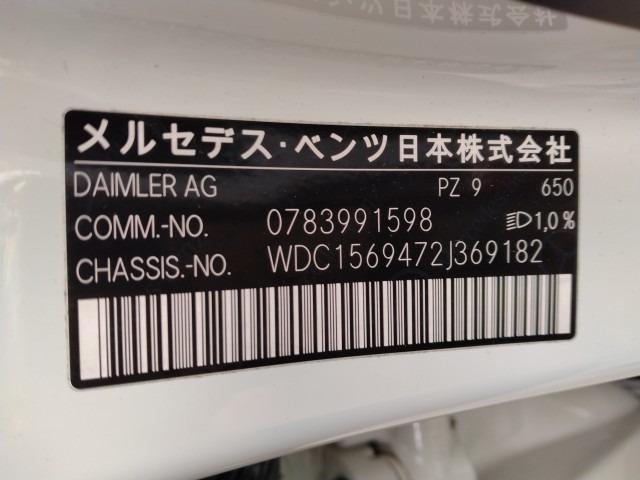 メルセデス・ベンツ日本株式会社
DAIMLER AG PZ 9 650
COMM.-NO. 0783991598 1,0%
CHASSIS.-NO. WDC1569472J369182